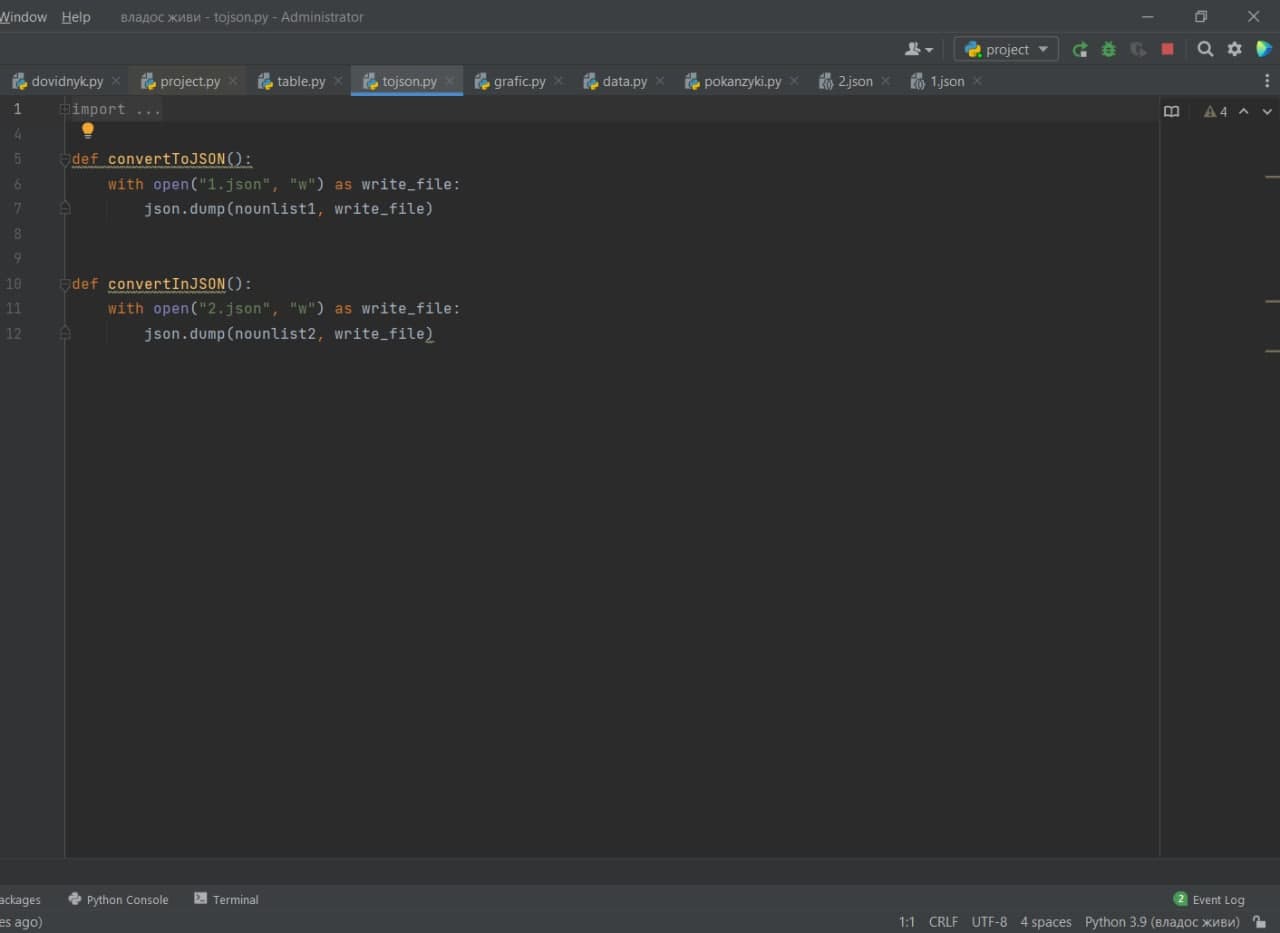 Window Help владос живи - tojson.py - Administrator
project
dovidnyk.py project.py table.py tojson.py grafic.py data.py pokanzyki.py 2.json 1.json
1 import ...
4
4
5 def convertToJSON():
6 with open("1.json", "w") as write_file:
7 json.dump(nounlist1, write_file)
8
9
10 def convertInJSON():
11 with open("2.json", "w") as write_file:
12 json.dump(nounlist2, write_file)
ackages Python Console Terminal 2 Event Log
es ago) 1:1 CRLF UTF-8 4 spaces Python 3.9 (владос живи)